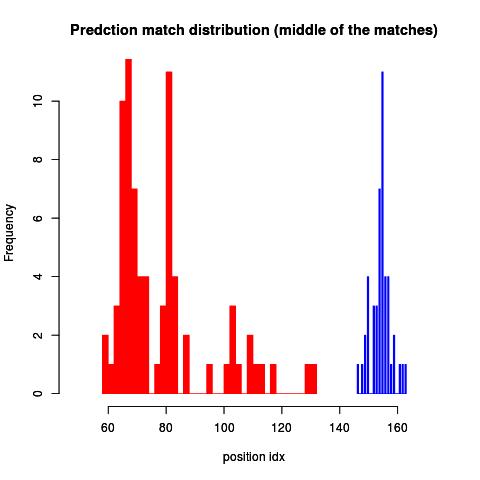 Predction match distribution (middle of the matches)
Frequency
10
8
6
4
2
0
60 80 100 120 140 160
position idx